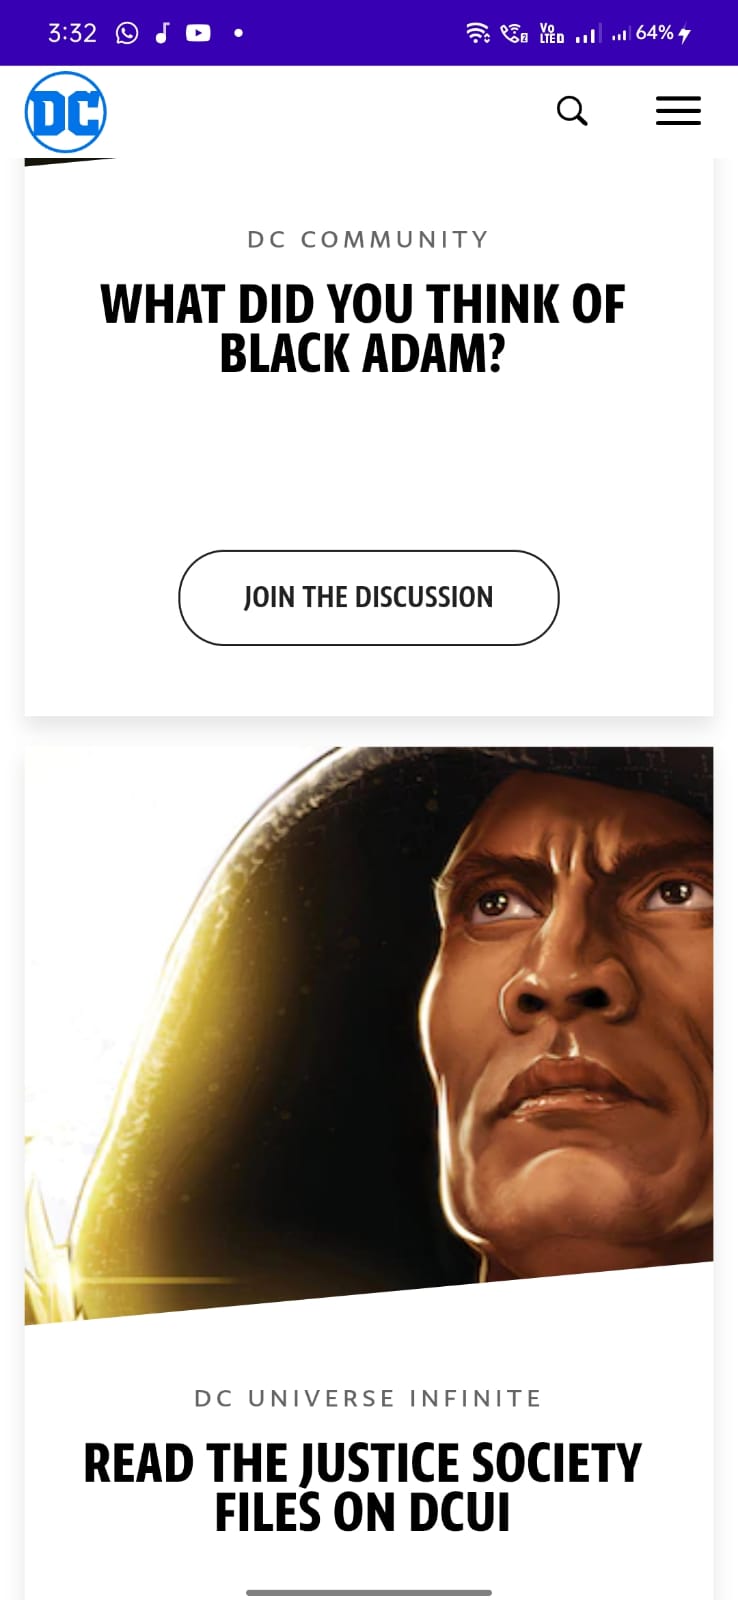 3:32
Vo
LTED
64%
DC
DC COMMUNITY
WHAT DID YOU THINK OF
BLACK ADAM?
JOIN THE DISCUSSION
DC UNIVERSE INFINITE
READ THE JUSTICE SOCIETY
FILES ON DCUI